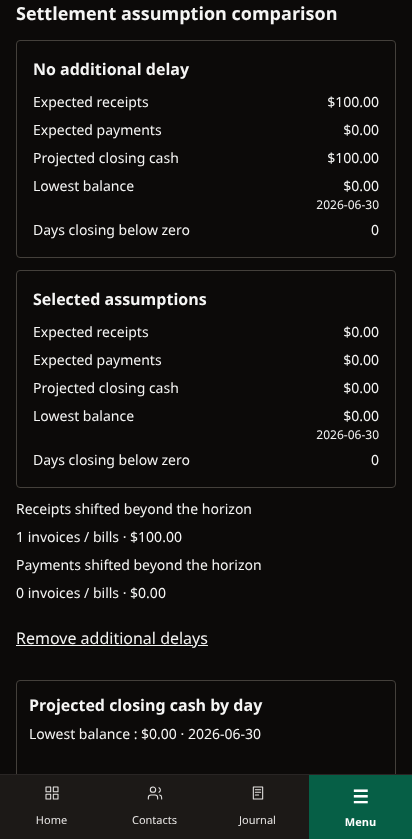 Settlement assumption comparison
No additional delay
Expected receipts $100.00
Expected payments $0.00
Projected closing cash $100.00
Lowest balance $0.00
2026-06-30
Days closing below zero 0
Selected assumptions
Expected receipts $0.00
Expected payments $0.00
Projected closing cash $0.00
Lowest balance $0.00
2026-06-30
Days closing below zero 0
Receipts shifted beyond the horizon
1 invoices / bills · $100.00
Payments shifted beyond the horizon
0 invoices / bills · $0.00
Remove additional delays
Projected closing cash by day
Lowest balance : $0.00 · 2026-06-30
Home Contacts Journal Menu